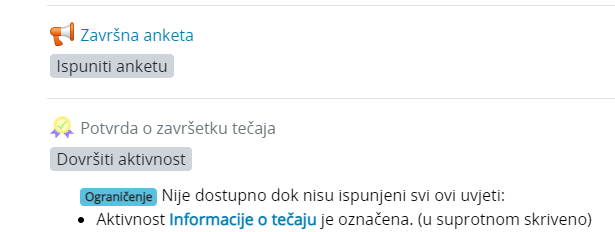 Završna anketa
Ispuniti anketu
Potvrda o završetku tečaja
Dovršiti aktivnost
Ograničenje Nije dostupno dok nisu ispunjeni svi ovi uvjeti:
• Aktivnost Informacije o tečaju je označena. (u suprotnom skriveno)